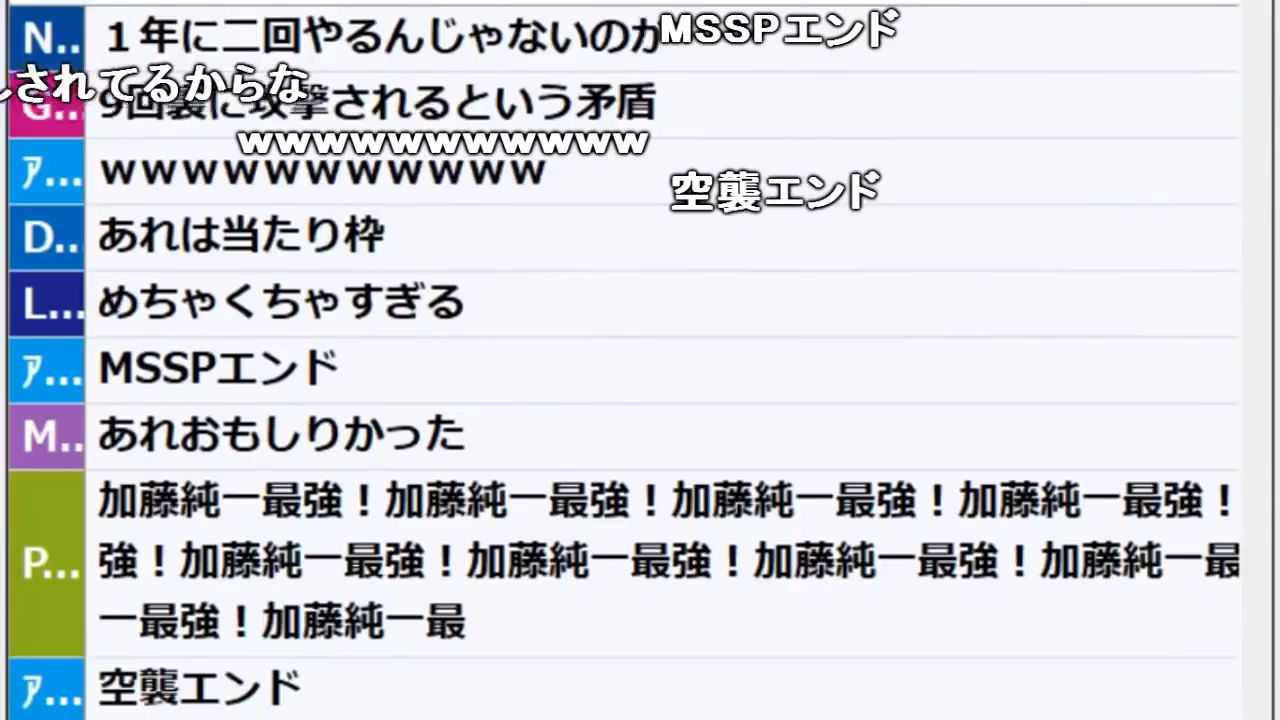 N.. １年に二回やるんじゃないのか
MSSPエンド
されてるからな
G... 9回裏に攻撃されるという矛盾
wwwwwwwwwww
ｱ... ｗｗｗｗｗｗｗｗｗｗｗ
空襲エンド
D... あれは当たり枠
L... めちゃくちゃすぎる
ｱ... MSSPエンド
M.. あれおもしりかった
P... 加藤純一最強！加藤純一最強！加藤純一最強！加藤純一最強！
強！加藤純一最強！加藤純一最強！加藤純一最強！加藤純一最
一最強！加藤純一最
ｱ... 空襲エンド